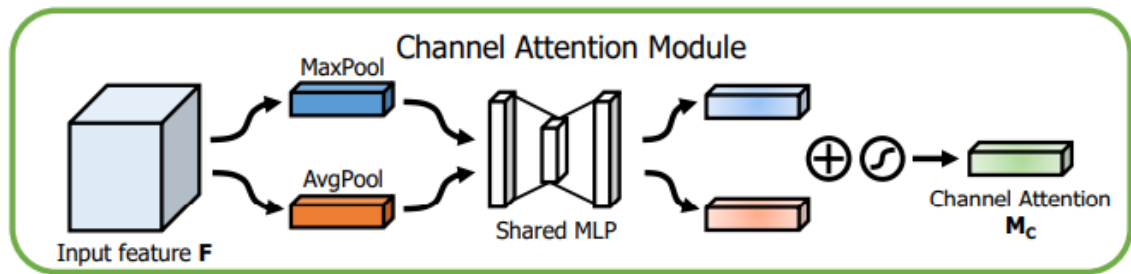 Channel Attention Module
MaxPool
AvgPool
Input feature F
Shared MLP
Channel Attention
Mc